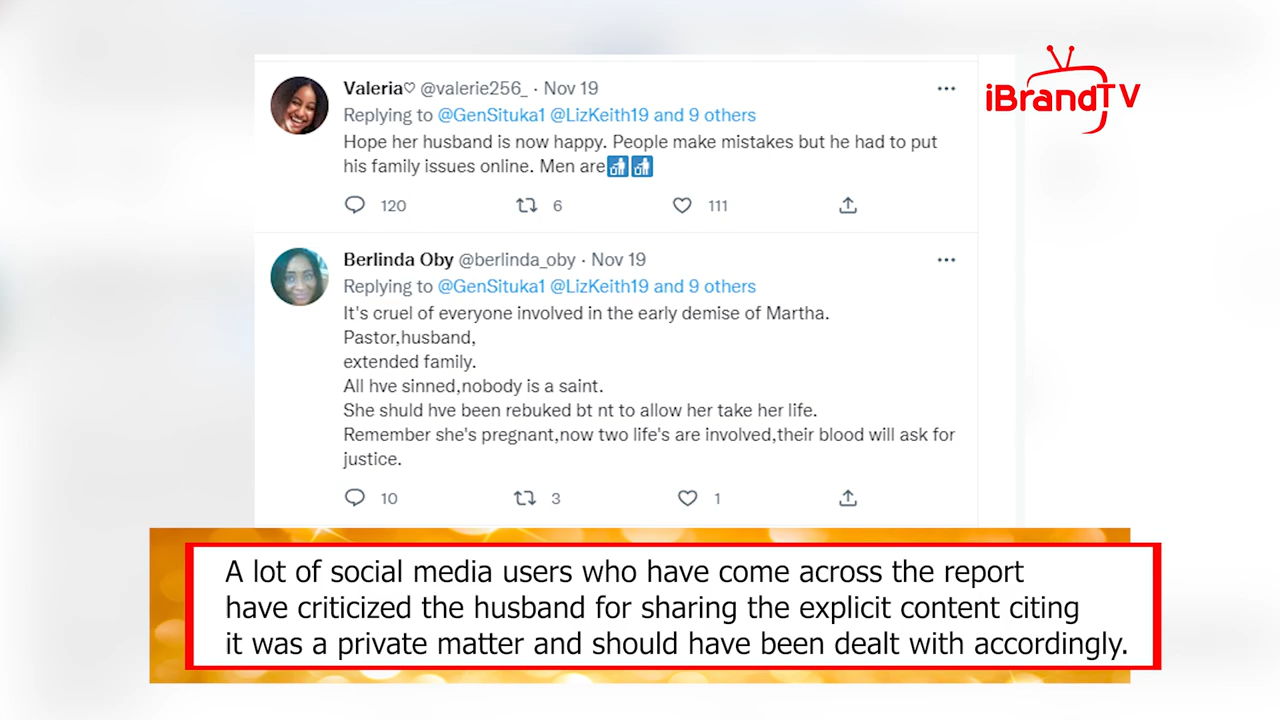 iBrandTV
Valeria♡ @valerie256_ · Nov 19
Replying to @GenSituka1 @LizKeith19 and 9 others
Hope her husband is now happy. People make mistakes but he had to put
his family issues online. Men are🚮🚮
120 6 111
Berlinda Oby @berlinda_oby · Nov 19
Replying to @GenSituka1 @LizKeith19 and 9 others
It's cruel of everyone involved in the early demise of Martha.
Pastor,husband,
extended family.
All hve sinned,nobody is a saint.
She shuld hve been rebuked bt nt to allow her take her life.
Remember she's pregnant,now two life's are involved,their blood will ask for
justice.
10 3 1
A lot of social media users who have come across the report
have criticized the husband for sharing the explicit content citing
it was a private matter and should have been dealt with accordingly.